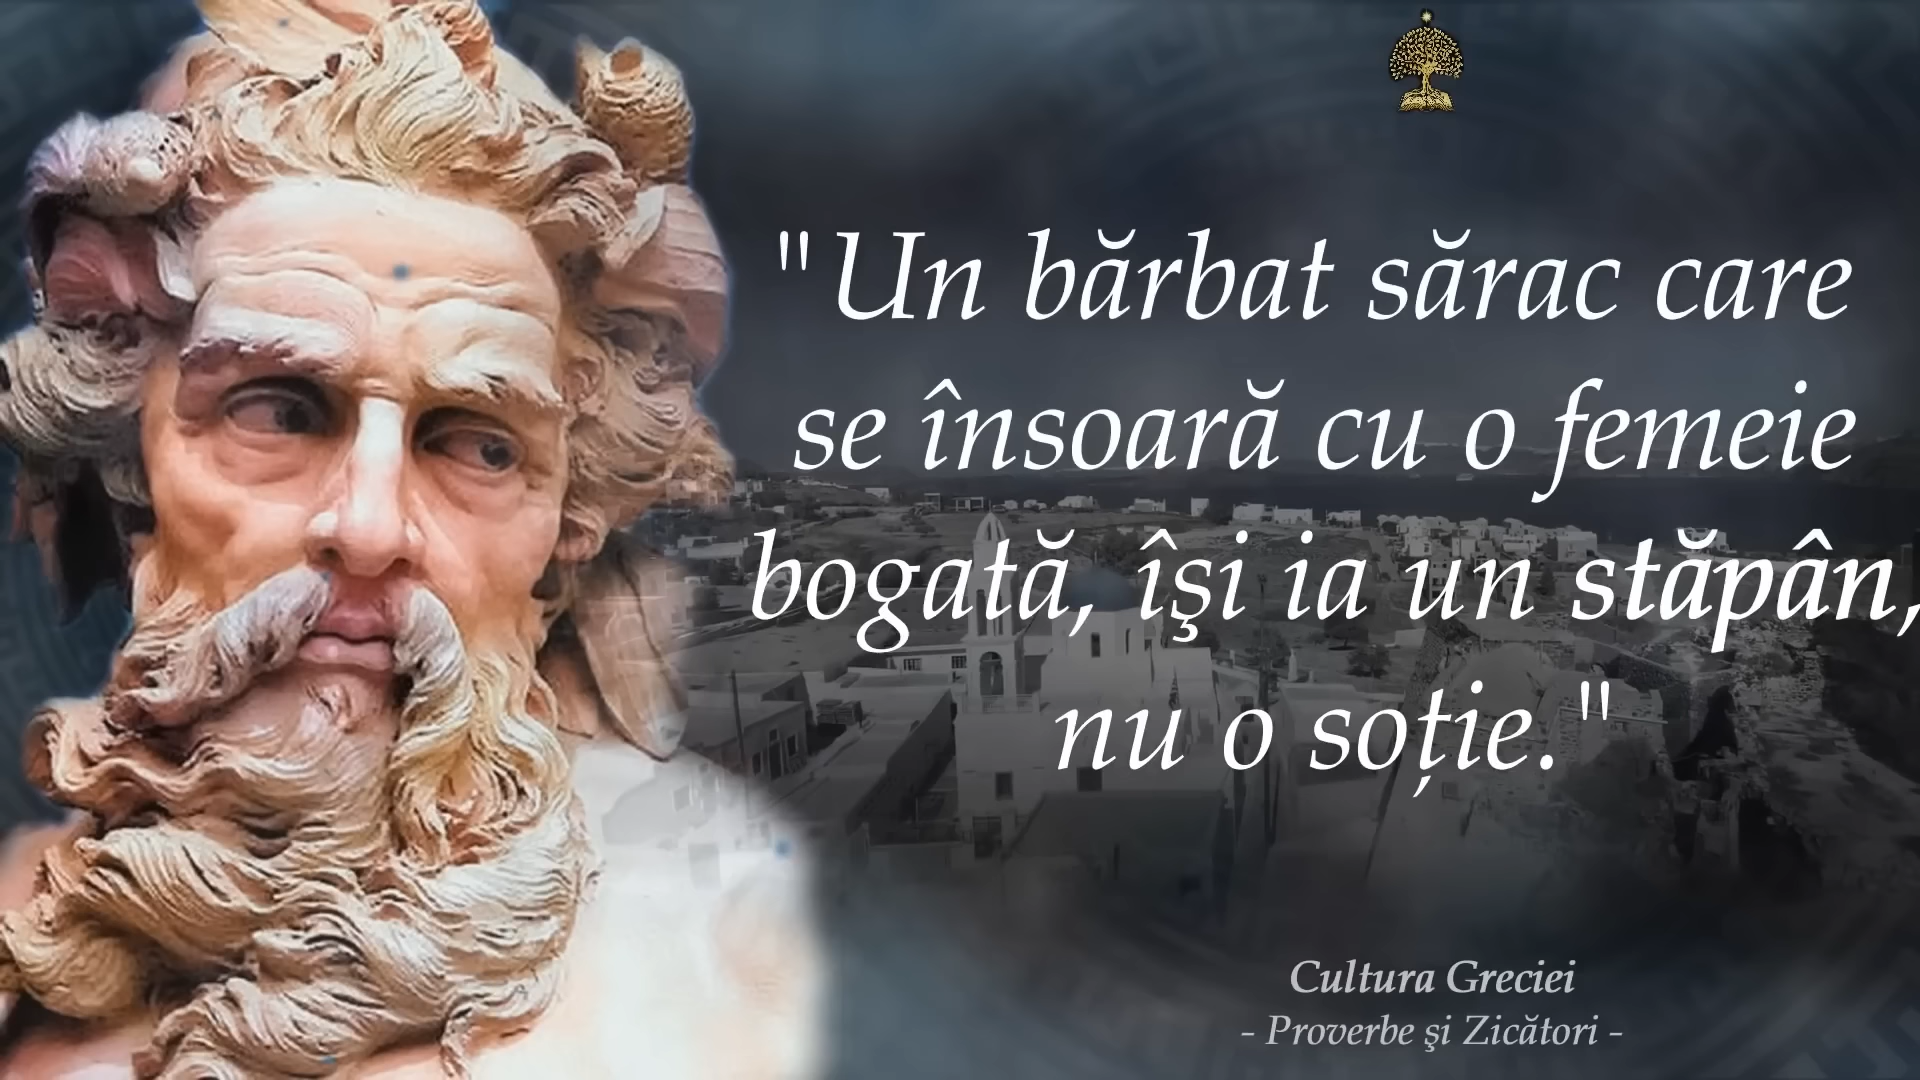 "Un bărbat sărac care
se însoară cu o femeie
bogată, îşi ia un stăpân,
nu o soție."
Cultura Greciei
- Proverbe şi Zicători -